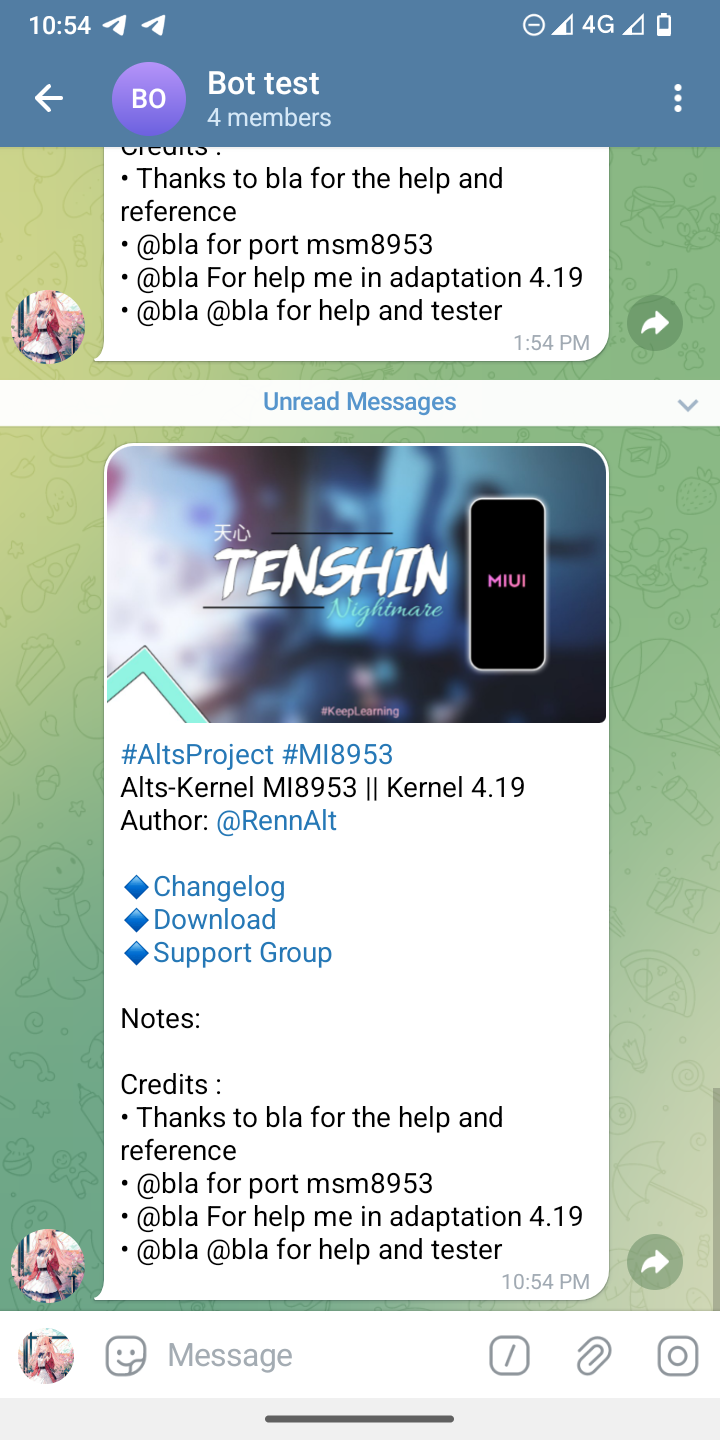 10:54
4G
BO
Bot test
4 members
Credits :
• Thanks to bla for the help and
reference
• @bla for port msm8953
• @bla For help me in adaptation 4.19
• @bla @bla for help and tester
1:54 PM
Unread Messages
天心
TENSHIN
Nightmare
MIUI
#KeepLearning
#AltsProject #MI8953
Alts-Kernel MI8953 || Kernel 4.19
Author: @RennAlt
Changelog
Download
Support Group
Notes:
Credits :
• Thanks to bla for the help and
reference
• @bla for port msm8953
• @bla For help me in adaptation 4.19
• @bla @bla for help and tester
10:54 PM
Message